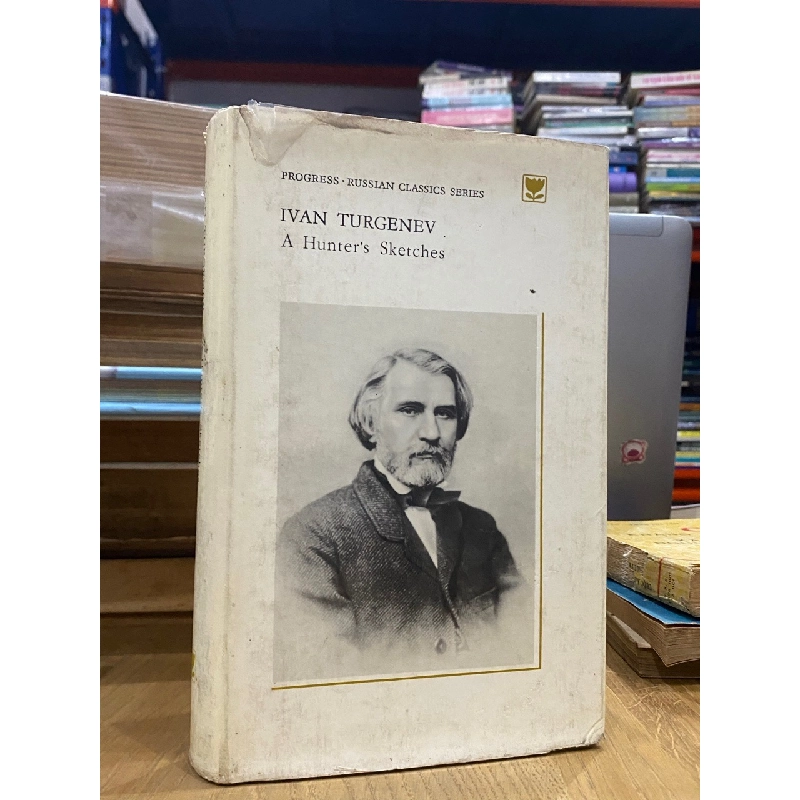 PROGRESS · RUSSIAN CLASSICS SERIES
IVAN TURGENEV
A Hunter's Sketches